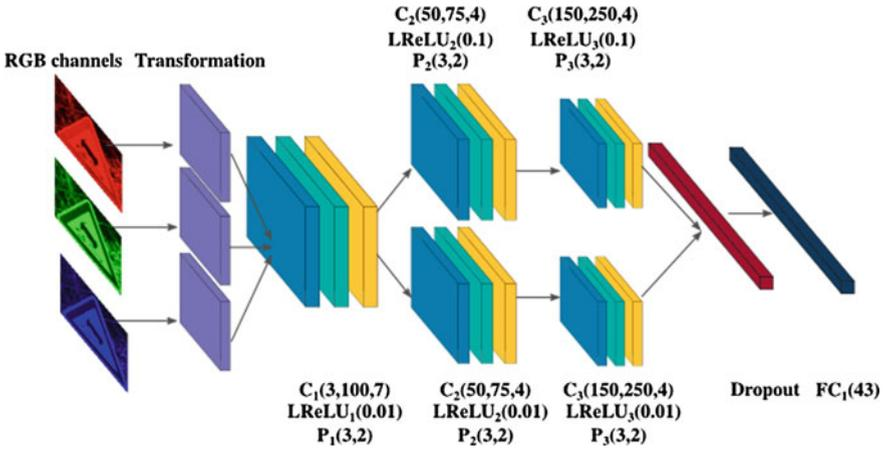 C₂(50,75,4)
LReLU₂(0.1)
P₂(3,2)
C₃(150,250,4)
LReLU₃(0.1)
P₃(3,2)
RGB channels
Transformation
C₁(3,100,7)
LReLU₁(0.01)
P₁(3,2)
C₂(50,75,4)
LReLU₂(0.01)
P₂(3,2)
C₃(150,250,4)
LReLU₃(0.01)
P₃(3,2)
Dropout
FC₁(43)